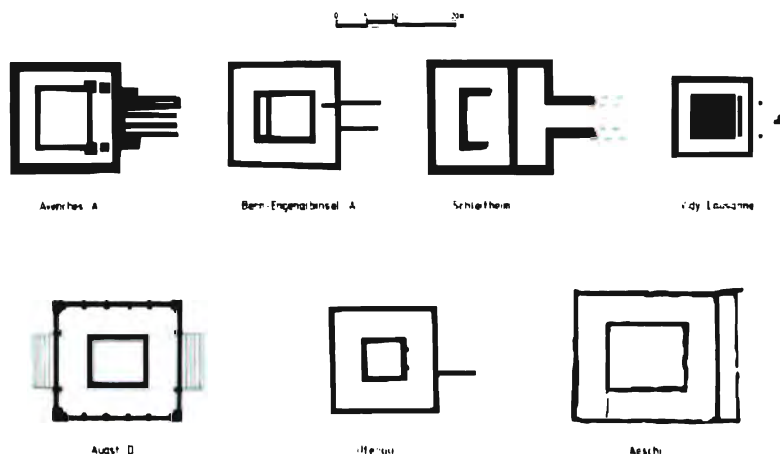 0 5 10 20m
Avenches A
Bern-Engehalbinsel A
Schleitheim
Vidy Lausanne
Augst D
Aeschi